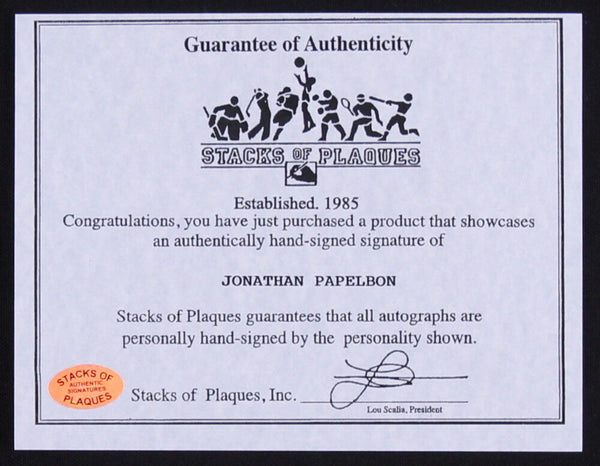 Guarantee of Authenticity
STACKS OF PLAQUES
Established. 1985
Congratulations, you have just purchased a product that showcases
an authentically hand-signed signature of
JONATHAN PAPELBON
Stacks of Plaques guarantees that all autographs are
personally hand-signed by the  personality shown.
STACKS OF
AUTHENTIC
SIGNATURES
PLAQUES
Stacks of  Plaques, Inc.
Lou Scalia, President